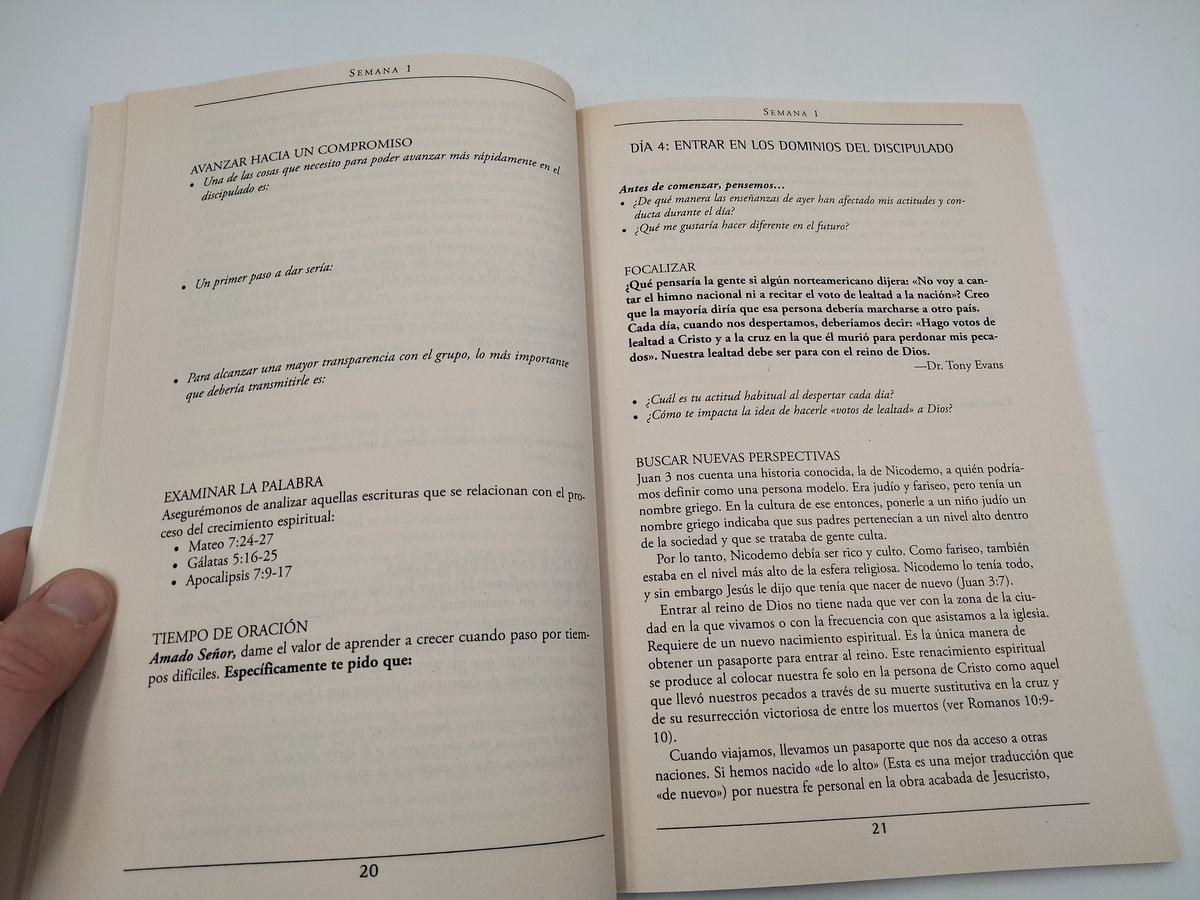 SEMANA 1
AVANZAR HACIA UN COMPROMISO
• Una de las cosas que necesito para poder avanzar más rápidamente en el
discipulado es:
• Un primer paso a dar sería:
• Para alcanzar una mayor transparencia con el grupo, lo más importante
que debería transmitirle es:
EXAMINAR LA PALABRA
Asegurémonos de analizar aquellas escrituras que se relacionan con el pro-
ceso del crecimiento espiritual:
• Mateo 7:24-27
• Gálatas 5:16-25
• Apocalipsis 7:9-17
TIEMPO DE ORACIÓN
Amado Señor, dame el valor de aprender a crecer cuando paso por tiem-
pos difíciles. Específicamente te pido que:
20
SEMANA 1
DÍA 4: ENTRAR EN LOS DOMINIOS DEL DISCIPULADO
Antes de comenzar, pensemos...
• ¿De qué manera las enseñanzas de ayer han afectado mis actitudes y con-
ducta durante el día?
• ¿Qué me gustaría hacer diferente en el futuro?
FOCALIZAR
¿Qué pensaría la gente si algún norteamericano dijera: «No voy a can-
tar el himno nacional ni a recitar el voto de lealtad a la nación»? Creo
que la mayoría diría que esa persona debería marcharse a otro país.
Cada día, cuando nos despertamos, deberíamos decir: «Hago votos de
lealtad a Cristo y a la cruz en la que él murió para perdonar mis peca-
dos». Nuestra lealtad debe ser para con el reino de Dios.
—Dr. Tony Evans
• ¿Cuál es tu actitud habitual al despertar cada día?
• ¿Cómo te impacta la idea de hacerle «votos de lealtad» a Dios?
BUSCAR NUEVAS PERSPECTIVAS
Juan 3 nos cuenta una historia conocida, la de Nicodemo, a quién podría-
mos definir como una persona modelo. Era judío y fariseo, pero tenía un
nombre griego. En la cultura de ese entonces, ponerle a un niño judío un
nombre griego indicaba que sus padres pertenecían a un nivel alto dentro
de la sociedad y que se trataba de gente culta.
Por lo tanto, Nicodemo debía ser rico y culto. Como fariseo, también
estaba en el nivel más alto de la esfera religiosa. Nicodemo lo tenía todo,
y sin embargo Jesús le dijo que tenía que nacer de nuevo (Juan 3:7).
Entrar al reino de Dios no tiene nada que ver con la zona de la ciu-
dad en la que vivamos o con la frecuencia con que asistamos a la iglesia.
Requiere de un nuevo nacimiento espiritual. Es la única manera de
obtener un pasaporte para entrar al reino. Este renacimiento espiritual
se produce al colocar nuestra fe solo en la persona de Cristo como aquel
que llevó nuestros pecados a través de su muerte sustitutiva en la cruz y
de su resurrección victoriosa de entre los muertos (ver Romanos 10:9-
10).
Cuando viajamos, llevamos un pasaporte que nos da acceso a otras
naciones. Si hemos nacido «de lo alto» (Esta es una mejor traducción que
«de nuevo») por nuestra fe personal en la obra acabada de Jesucristo,
21